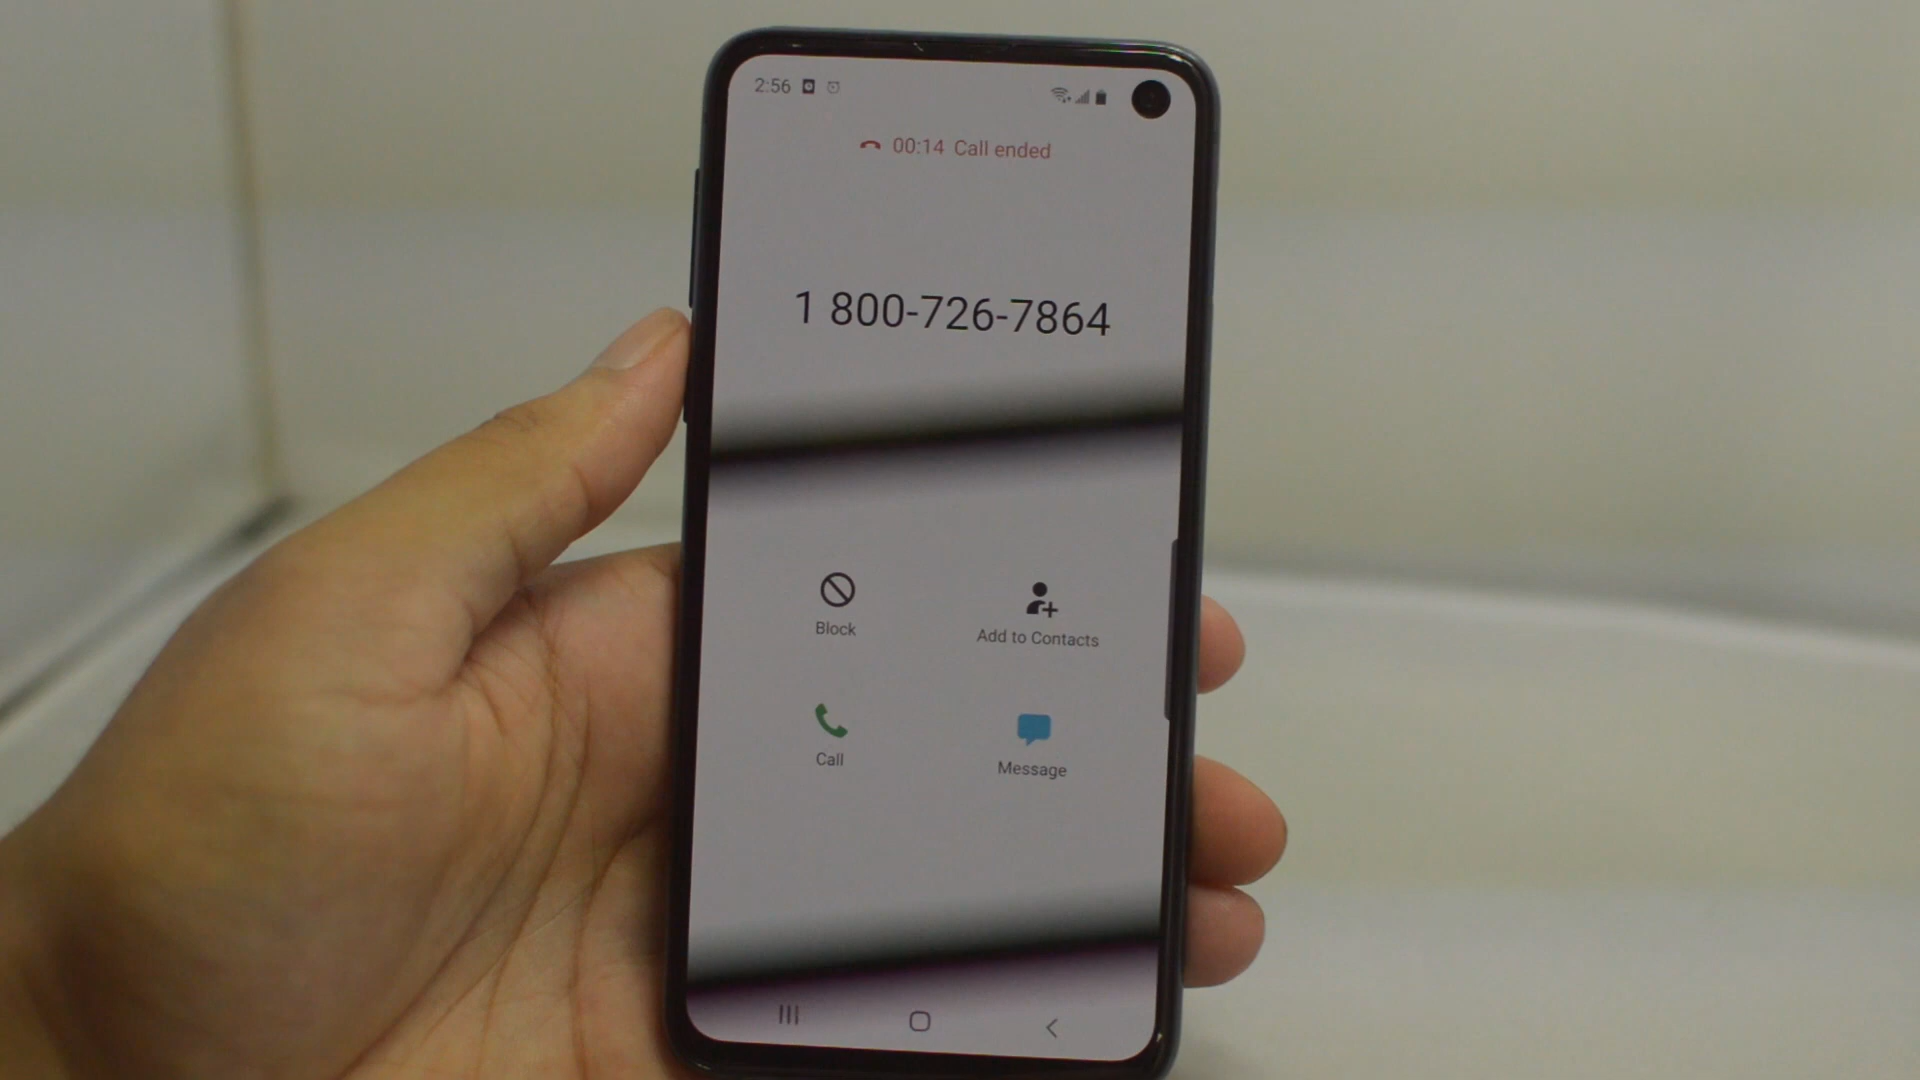 2:56
00:14 Call ended
1 800-726-7864
Block
Add to Contacts
Call
Message